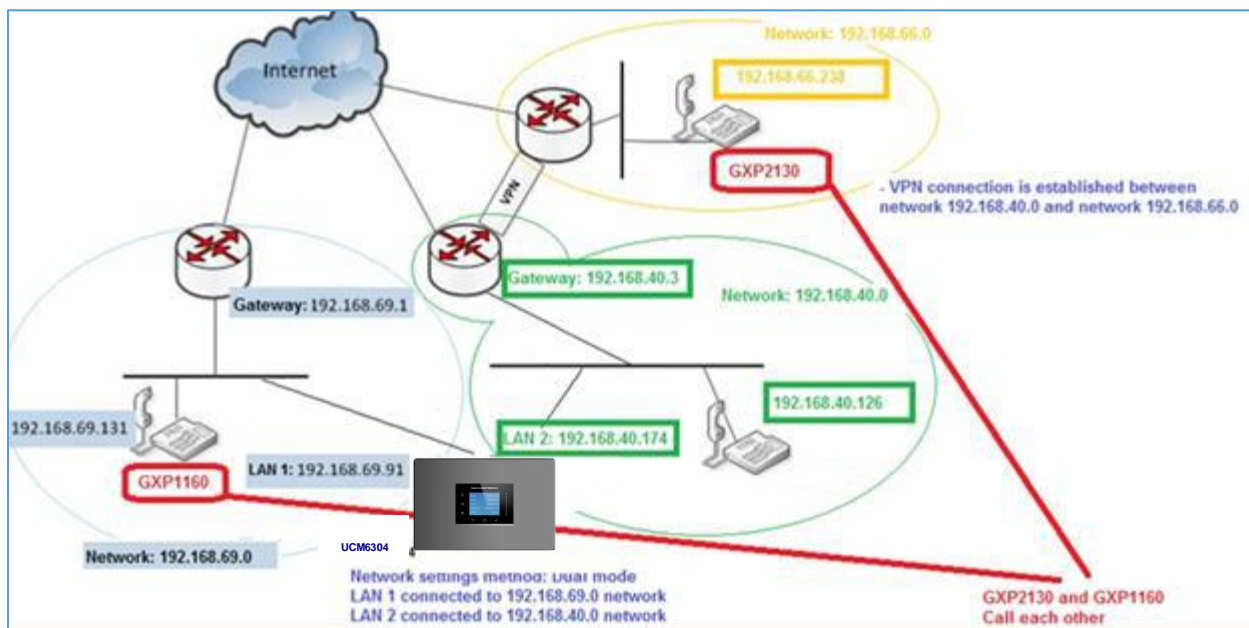 Network: 192.168.66.0
Internet
192.168.66.238
GXP2130
VPN
- VPN connection is established between
network 192.168.40.0 and network 192.168.66.0
Gateway: 192.168.40.3
Network: 192.168.40.0
Gateway: 192.168.69.1
192.168.40.126
192.168.69.131
LAN 2: 192.168.40.174
LAN 1: 192.168.69.91
GXP1160
UCM6304
4
Network: 192.168.69.0
Network settings method: Dual mode
LAN 1 connected to 192.168.69.0 network
LAN 2 connected to 192.168.40.0 network
GXP2130 and GXP1160
Call each other